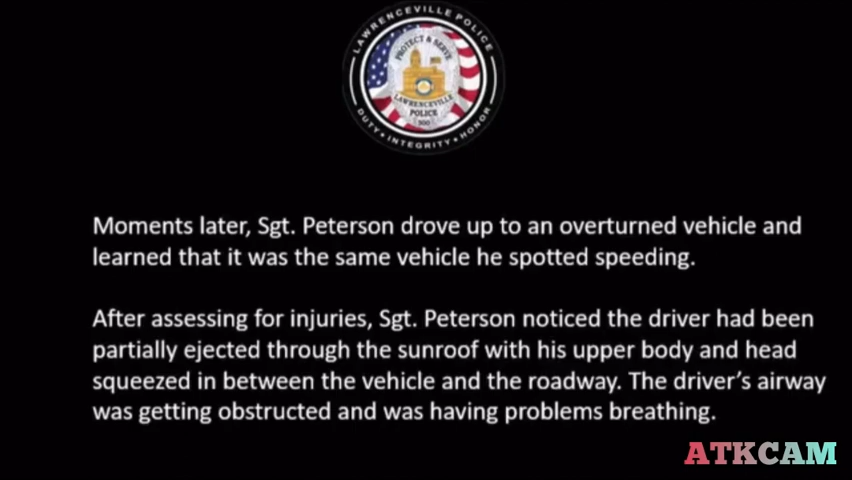 LAWRENCEVILLE POLICE
PROTECT & SERVE
LAWRENCEVILLE
POLICE
DUTY • INTEGRITY • HONOR
Moments later, Sgt. Peterson drove up to an overturned vehicle and
learned that it was the same vehicle he spotted speeding.
After assessing for injuries, Sgt. Peterson noticed the driver had been
partially ejected through the sunroof with his upper body and head
squeezed in between the vehicle and the roadway. The driver’s airway
was getting obstructed and was having problems breathing.
ATKCAM